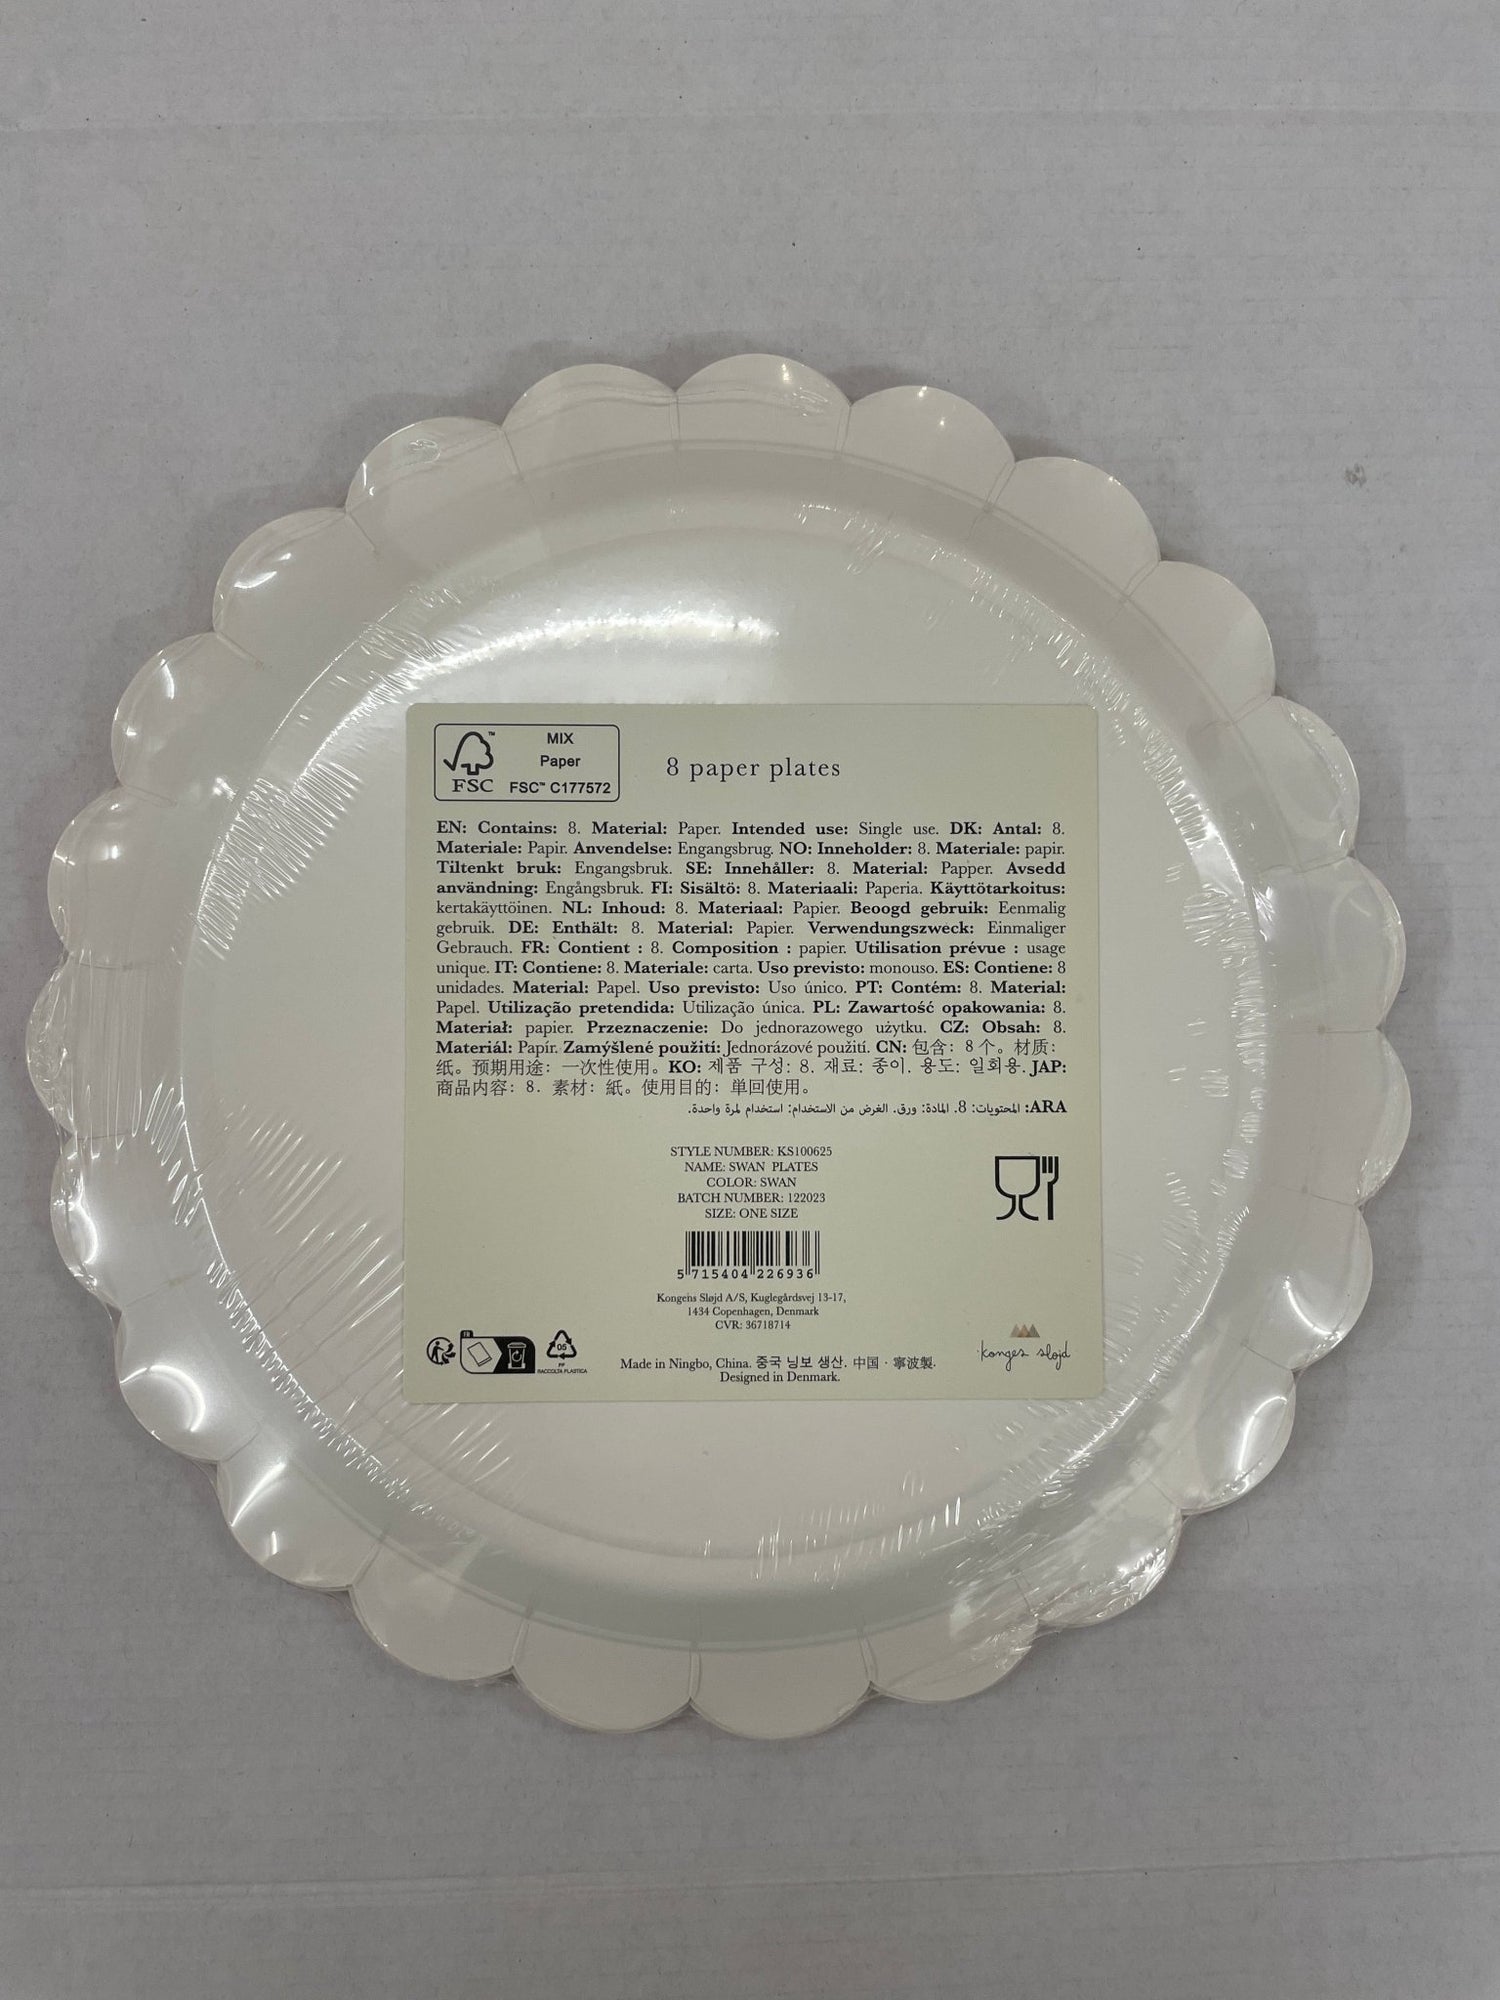 MIX
Paper
FSC™ C177572
FSC™
8 paper plates
EN: Contains: 8. Material: Paper. Intended use: Single use. DK: Antal: 8.
Materiale: Papir. Anvendelse: Engangsbrug. NO: Inneholder: 8. Materiale: papir.
Tiltenkt bruk: Engangsbruk. SE: Innehåller: 8. Material: Papper. Avsedd
användning: Engångsbruk. FI: Sisältö: 8. Materiaali: Paperia. Käyttötarkoitus:
kertakäyttöinen. NL: Inhoud: 8. Materiaal: Papier. Beoogd gebruik: Eenmalig
gebruik. DE: Enthält: 8. Material: Papier. Verwendungszweck: Einmaliger
Gebrauch. FR: Contient : 8. Composition : papier. Utilisation prévue : usage
unique. IT: Contiene: 8. Materiale: carta. Uso previsto: monouso. ES: Contiene: 8
unidades. Material: Papel. Uso previsto: Uso único. PT: Contém: 8. Material:
Papel. Utilização pretendida: Utilização única. PL: Zawartość opakowania: 8.
Materiał: papier. Przeznaczenie: Do jednorazowego użytku. CZ: Obsah: 8.
Materiál: Papír. Zamýšlené použití: Jednorázové použití. CN: 包含: 8 个。材质:
纸。预期用途: 一次性使用。KO: 제품 구성: 8. 재료: 종이. 용도: 일회용. JAP:
商品内容: 8. 素材: 紙。使用目的: 単回使用。
ARA: المحتويات: 8. المادة: ورق. الغرض من الاستخدام: استخدام لمرة واحدة.
STYLE NUMBER: KS100625
NAME: SWAN PLATES
COLOR: SWAN
BATCH NUMBER: 122023
SIZE: ONE SIZE
5 715404 226936
Kongens Sløjd A/S, Kuglegårdsvej 13-17,
1434 Copenhagen, Denmark
CVR: 36718714
FR
05
PP
RACCOLTA PLASTICA
Made in Ningbo, China. 중국 닝보 생산. 中国 · 寧波製.
Designed in Denmark.
konges sløjd